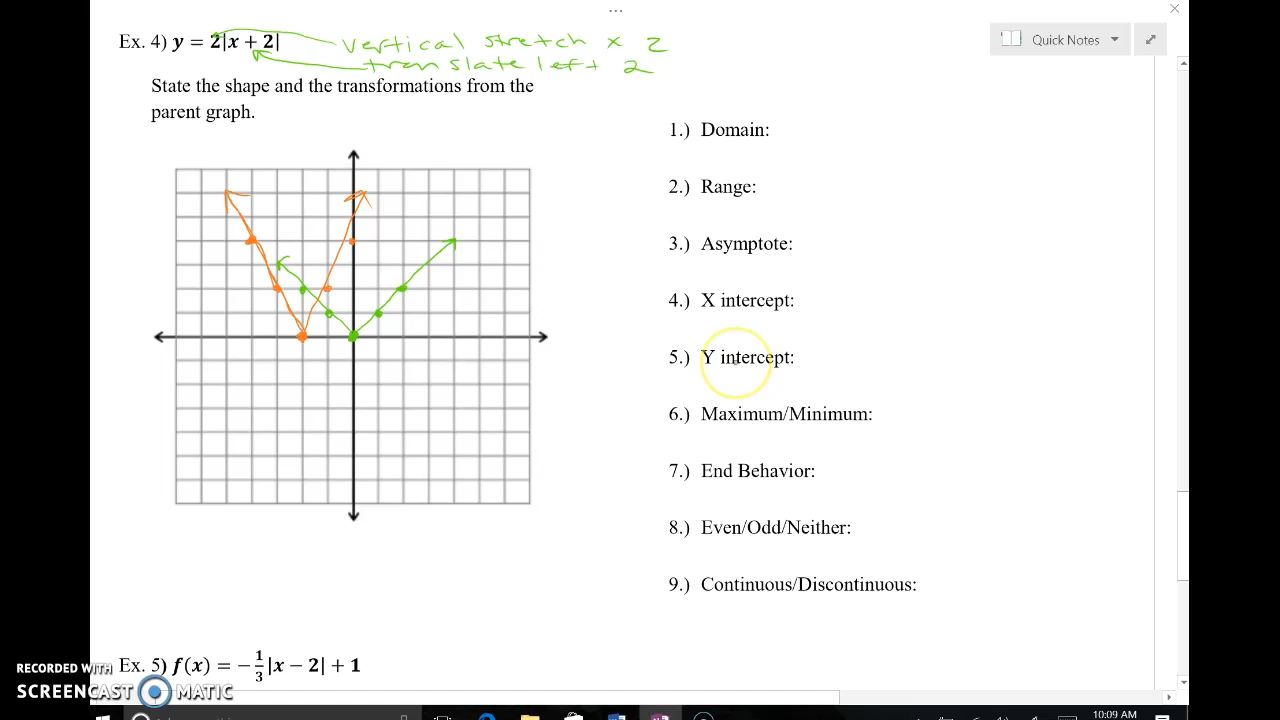 Ex. 4) y = 2|x + 2|
vertical stretch x 2
translate left 2
Quick Notes
State the shape and the transformations from the
parent graph.
1.) Domain:
2.) Range:
3.) Asymptote:
4.) X intercept:
5.) Y intercept:
6.) Maximum/Minimum:
7.) End Behavior:
8.) Even/Odd/Neither:
9.) Continuous/Discontinuous:
Ex. 5) f(x) = −1/3|x − 2| + 1
RECORDED WITH
SCREENCAST MATIC
10:09 AM